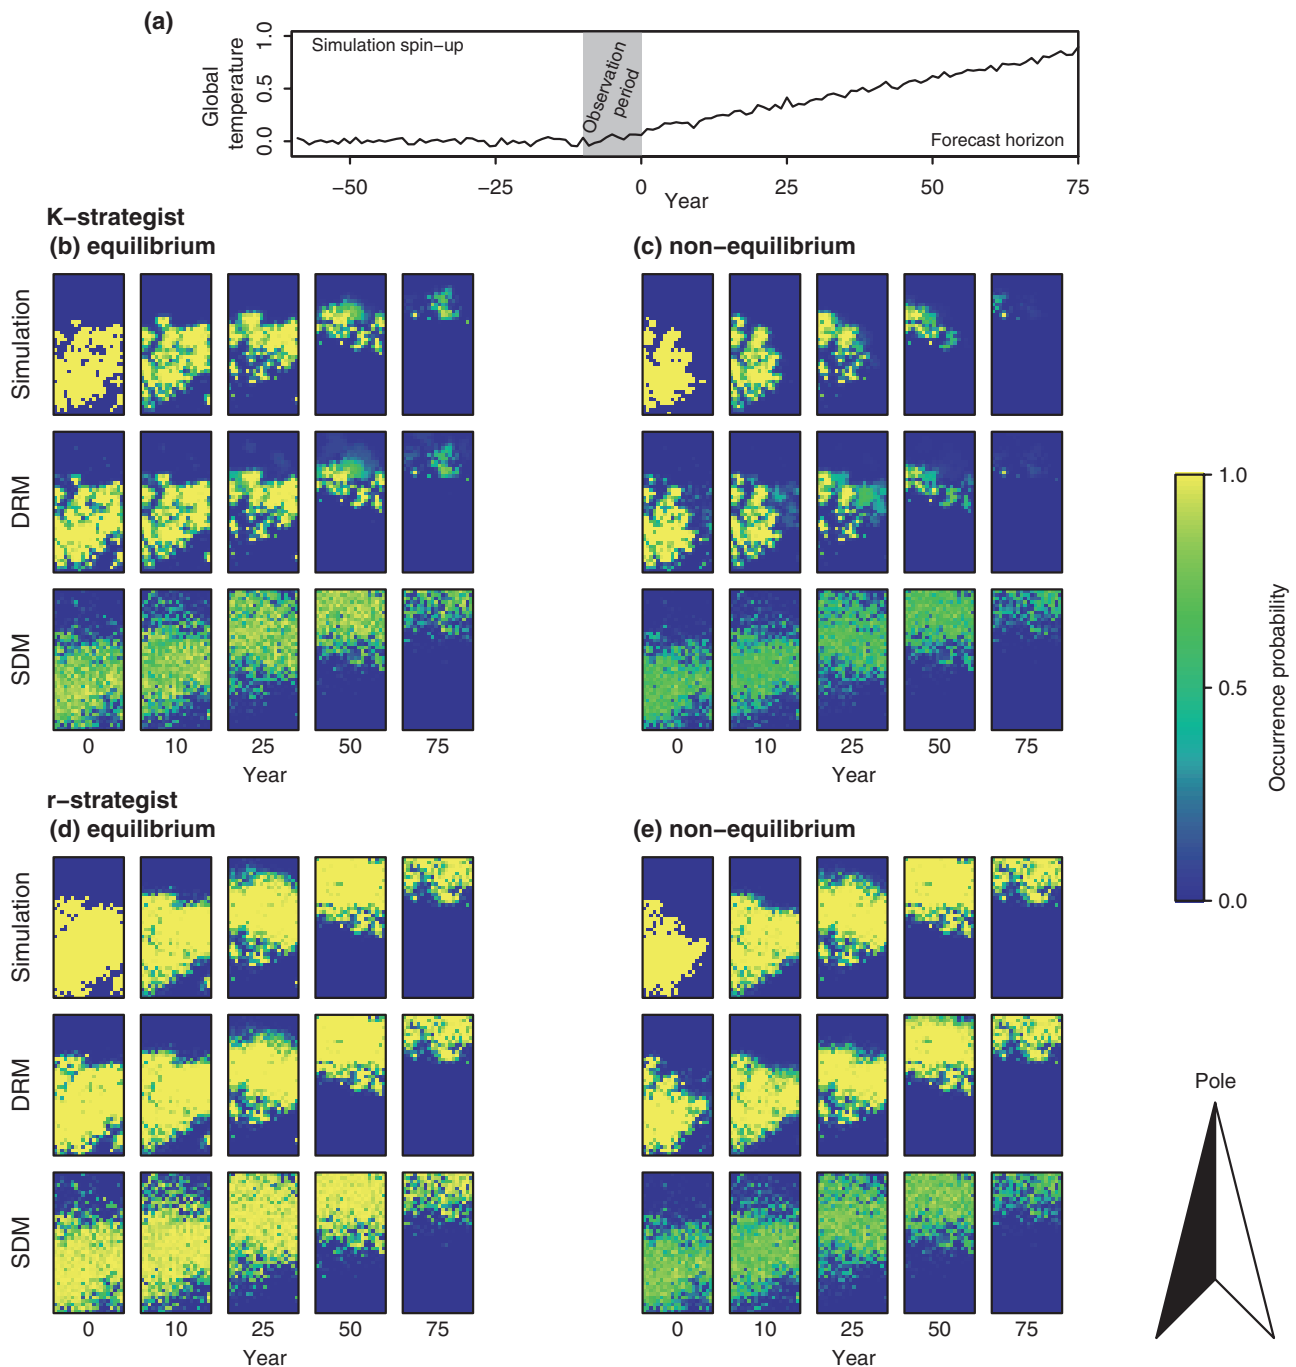 (a)
Global
temperature
1.0
0.5
0.0
Simulation spin−up
Observation
period
Forecast horizon
−50
−25
0
25
50
75
Year
K−strategist
(b) equilibrium
(c) non−equilibrium
Simulation
DRM
SDM
0
10
25
50
75
Year
0
10
25
50
75
Year
1.0
0.5
0.0
Occurrence probability
r−strategist
(d) equilibrium
(e) non−equilibrium
Simulation
DRM
SDM
0
10
25
50
75
Year
0
10
25
50
75
Year
Pole